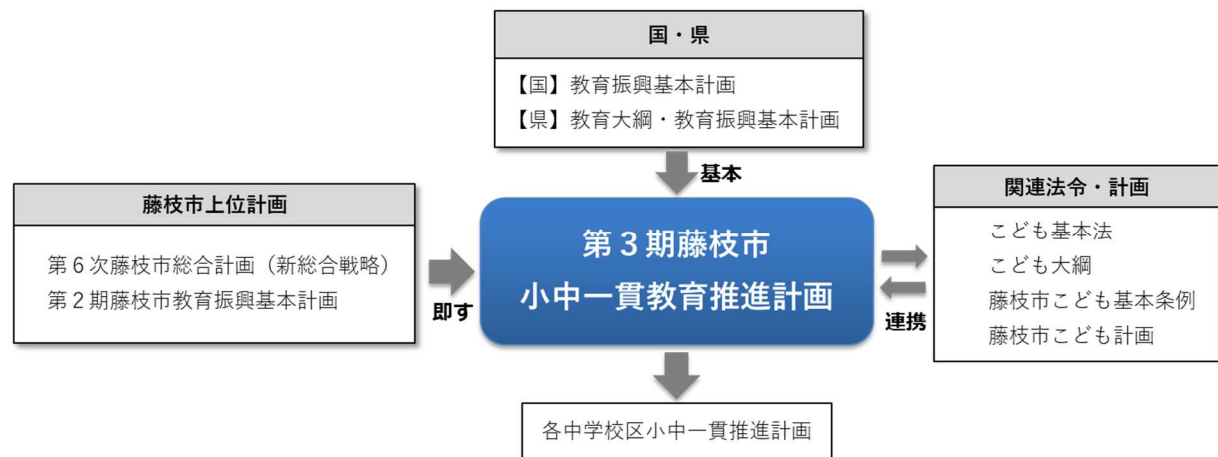 国・県
【国】教育振興基本計画
【県】教育大綱・教育振興基本計画
基本
藤枝市上位計画
第６次藤枝市総合計画（新総合戦略）
第２期藤枝市教育振興基本計画
即す
第３期藤枝市
小中一貫教育推進計画
連携
関連法令・計画
こども基本法
こども大綱
藤枝市こども基本条例
藤枝市こども計画
各中学校区小中一貫推進計画